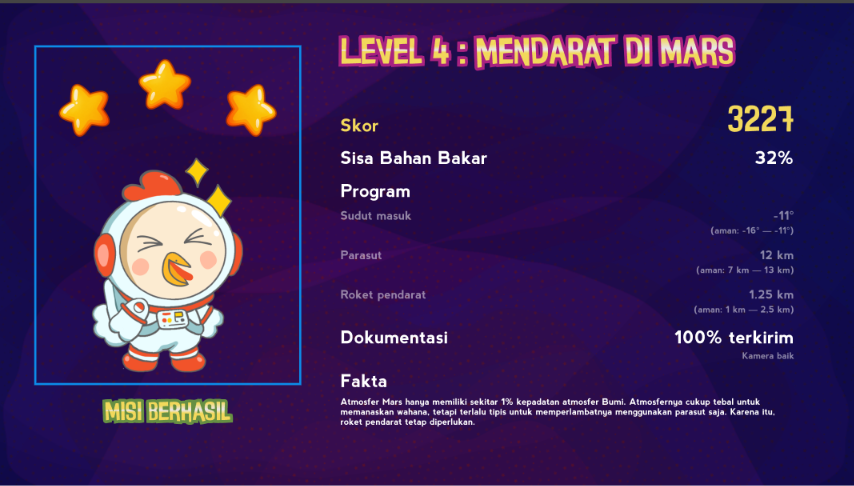 LEVEL 4 : MENDARAT DI MARS
Skor 3227
Sisa Bahan Bakar 32%
Program
Sudut masuk -11°
(aman: -16° — -11°)
Parasut 12 km
(aman: 7 km — 13 km)
Roket pendarat 1.25 km
(aman: 1 km — 2,5 km)
Dokumentasi 100% terkirim
Kamera baik
Fakta
Atmosfer Mars hanya memiliki sekitar 1% kepadatan atmosfer Bumi. Atmosfernya cukup tebal untuk
memanaskan wahana, tetapi terlalu tipis untuk memperlambatnya menggunakan parasut saja. Karena itu,
roket pendarat tetap diperlukan.
MISI BERHASIL